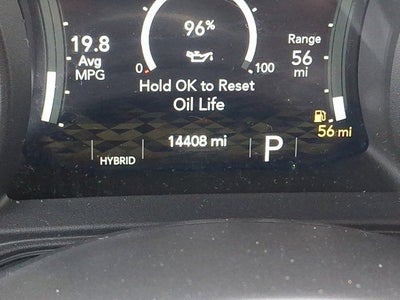 96%
19.8
Avg
MPG
Range
56
mi
0
100
Hold OK to Reset
Oil Life
56 mi
HYBRID
14408 mi
P